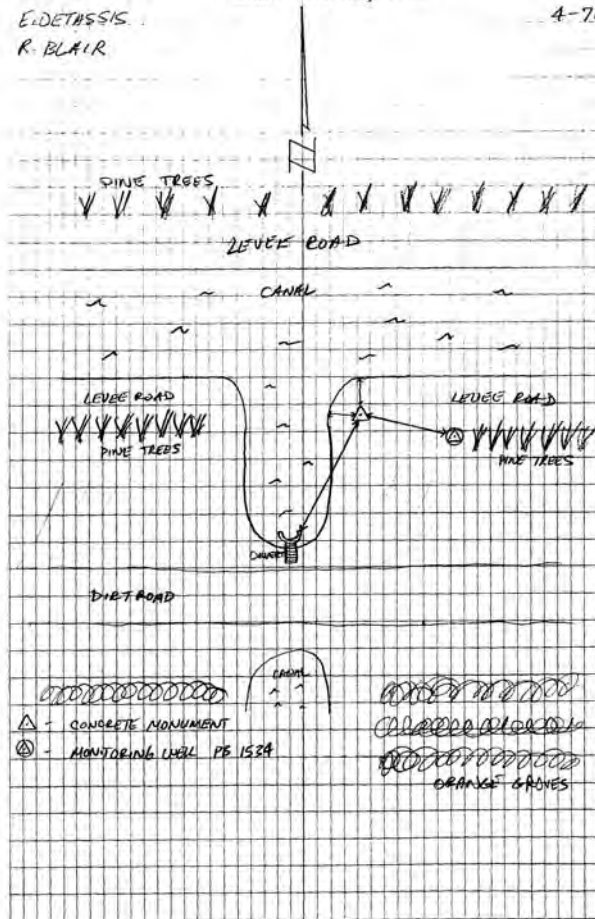 E. DETASSIS
4-7
R. BLAIR
N
PINE TREES
LEVEE ROAD
CANAL
LEVEE ROAD
LEVEE ROAD
PINE TREES
PINE TREES
CULVERT
DIRT ROAD
CANAL
△ - CONCRETE MONUMENT
- MONITORING WELL PB 1534
ORANGE GROVES